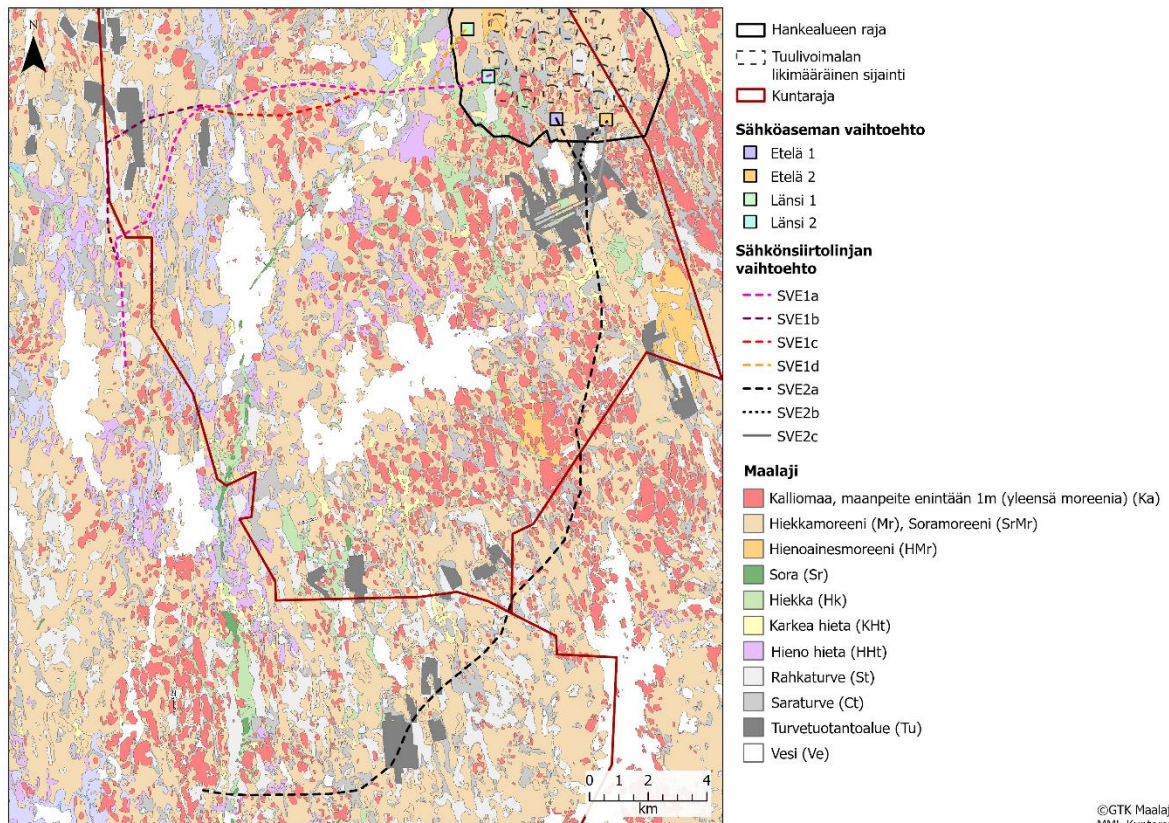 N
Hankealueen raja
Tuulivoimalan
likimääräinen sijainti
Kuntaraja
Sähköaseman vaihtoehto
Etelä 1
Etelä 2
Länsi 1
Länsi 2
Sähkönsiirtolinjan
vaihtoehto
SVE1a
SVE1b
SVE1c
SVE1d
SVE2a
SVE2b
SVE2c
Maalaji
Kalliomaa, maanpeite enintään 1m (yleensä moreenia) (Ka)
Hiekkamoreeni (Mr), Soramoreeni (SrMr)
Hienoainesmoreeni (HMr)
Sora (Sr)
Hiekka (Hk)
Karkea hieta (KHt)
Hieno hieta (HHt)
Rahkaturve (St)
Saraturve (Ct)
Turvetuotantoalue (Tu)
Vesi (Ve)
0 1 2 4
km
©GTK Maalaj